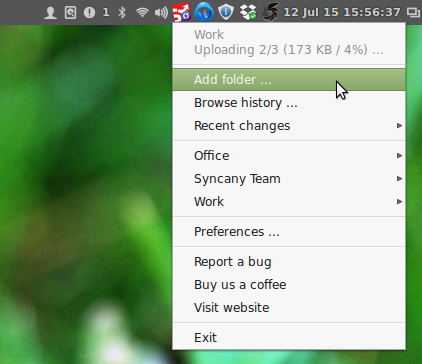 1 12 Jul 15 15:56:37
Work
Uploading 2/3 (173 KB / 4%) ...
Add folder ...
Browse history ...
Recent changes
Office
Syncany Team
Work
Preferences ...
Report a bug
Buy us a coffee
Visit website
Exit